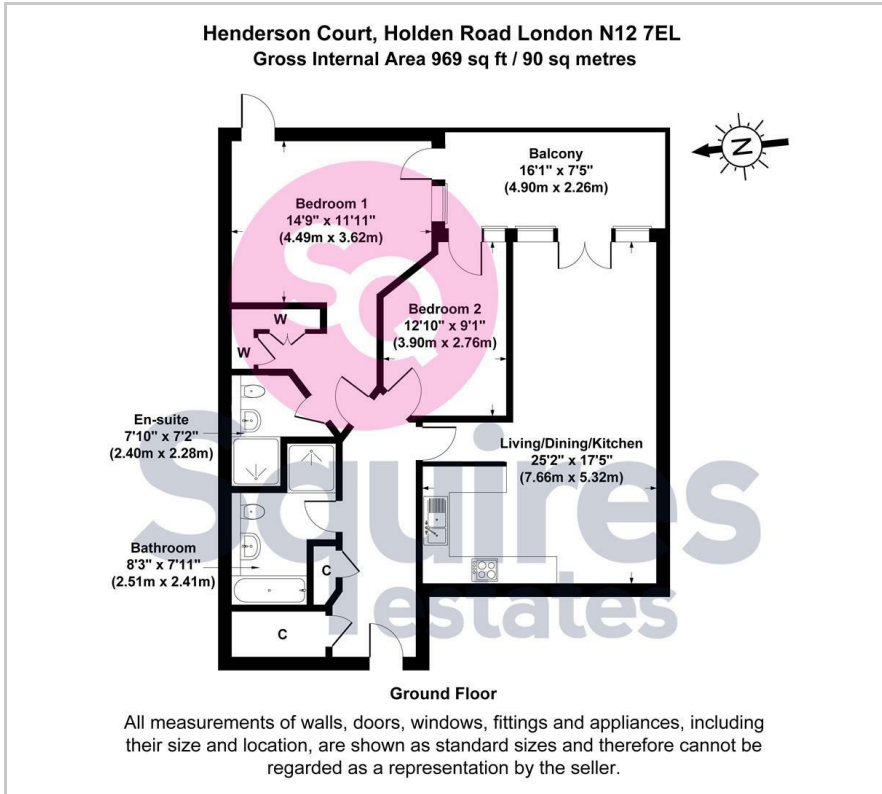 Henderson Court, Holden Road London N12 7EL
Gross Internal Area 969 sq ft / 90 sq metres
Balcony
16'1" x 7'5"
(4.90m x 2.26m)
N
Bedroom 1
14'9" x 11'11"
(4.49m x 3.62m)
SQ
Bedroom 2
12'10" x 9'1"
(3.90m x 2.76m)
W
W
En-suite
7'10" x 7'2"
(2.40m x 2.28m)
Living/Dining/Kitchen
25'2" x 17'5"
(7.66m x 5.32m)
Squires
estates
Bathroom
8'3" x 7'11"
(2.51m x 2.41m)
C
C
Ground Floor
All measurements of walls, doors, windows, fittings and appliances, including
their size and location, are shown as standard sizes and therefore cannot be
regarded as a representation by the seller.